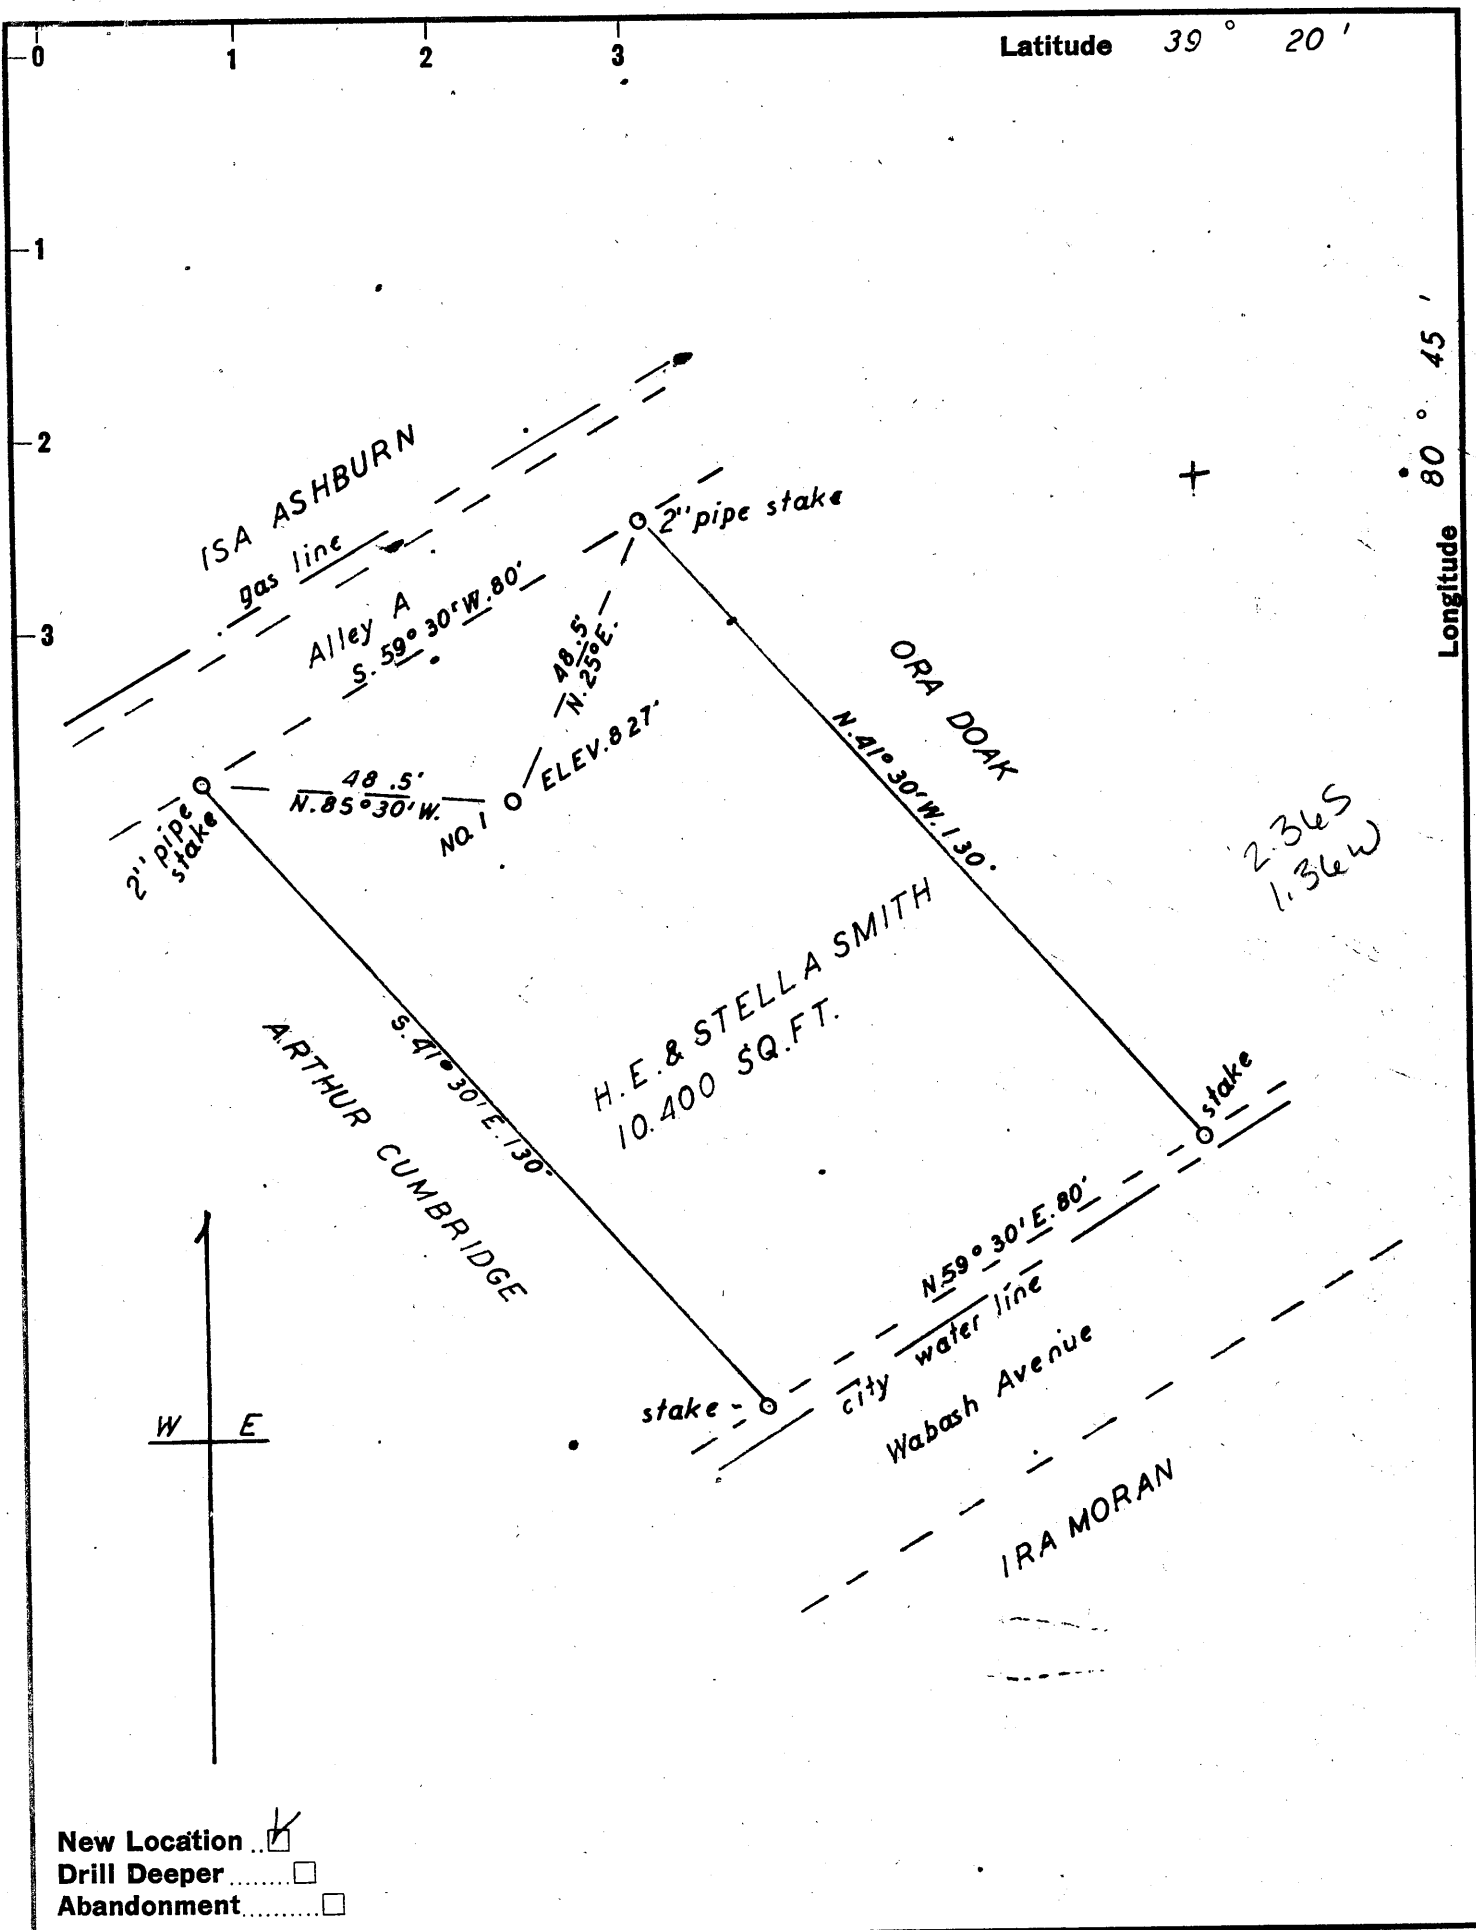 0 1 2 3
Latitude 39° 20'
1
2
3
80° 45'
Longitude
ISA ASHBURN
gas line
Alley A
S. 59° 30' W. 80'
2" pipe stake
48.5'
N. 25° E.
ELEV. 827'
48.5'
N. 85° 30' W.
NO. 1
2" pipe
stake
ORA DOAK
N. 41° 30' W. 130'
2.36S
1.36W
H.E. & STELLA SMITH
10.400 SQ. FT.
S. 41° 30' E. 130'
ARTHUR CUMBRIDGE
stake
N. 59° 30' E. 80'
city water line
stake
Wabash Avenue
IRA MORAN
W E
New Location ..
Drill Deeper ........
Abandonment ..........